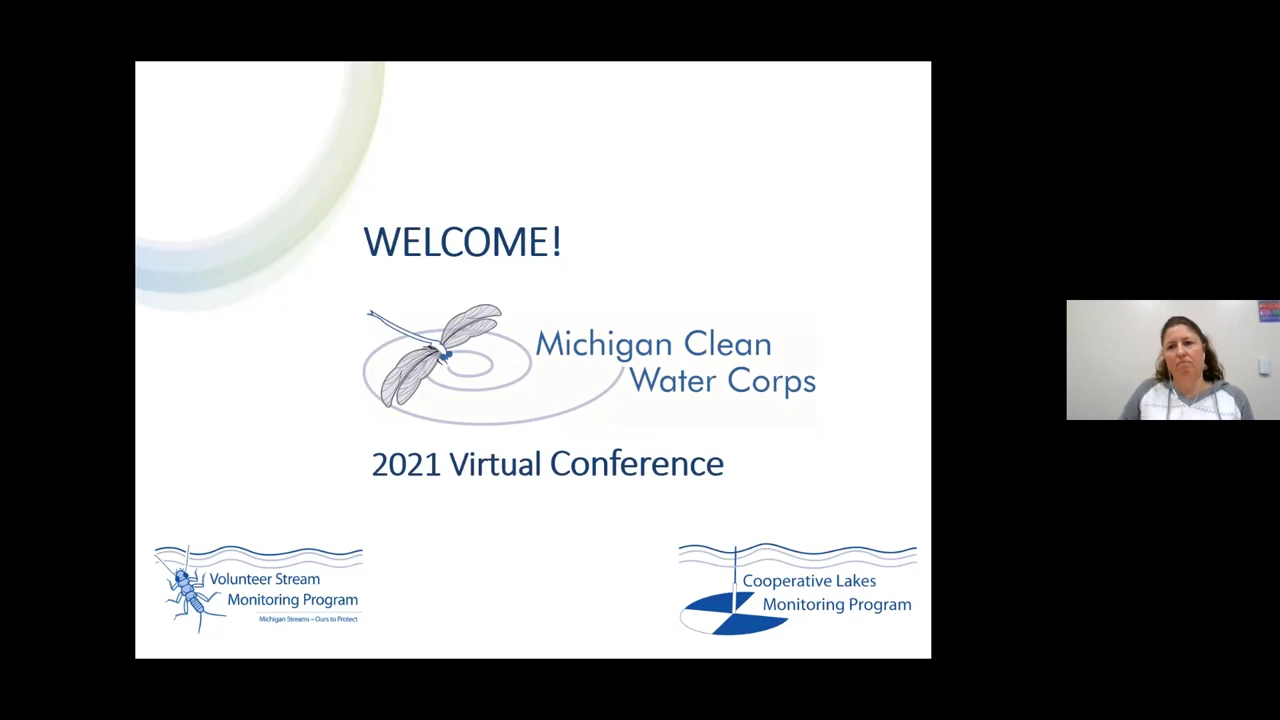 WELCOME!
Michigan Clean
Water Corps
2021 Virtual Conference
Volunteer Stream
Monitoring Program
Michigan Streams – Ours to Protect
Cooperative Lakes
Monitoring Program